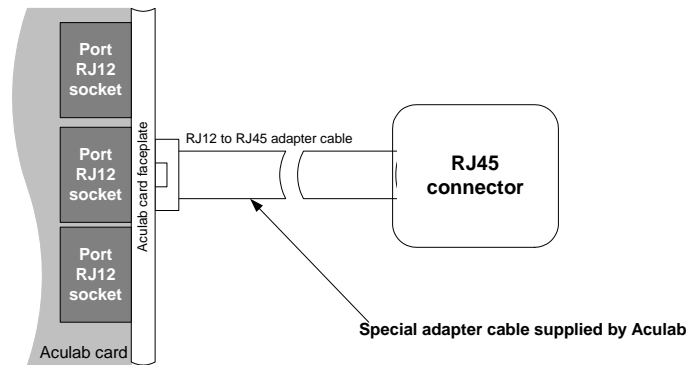 Port
RJ12
socket
Port
RJ12
socket
Port
RJ12
socket
Aculab card faceplate
RJ12 to RJ45 adapter cable
RJ45
connector
Special adapter cable supplied by Aculab
Aculab card